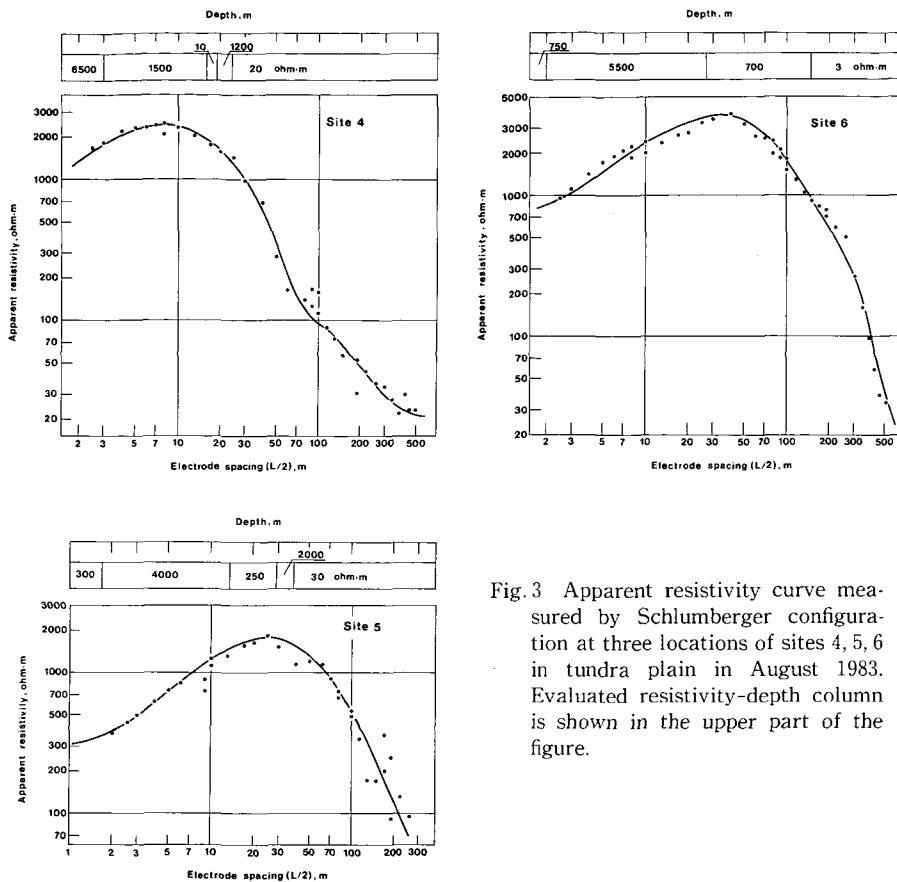 Depth, m
10 1200
6500 1500 20 ohm·m
Site 4
3000
2000
1000
700
500
300
200
100
70
50
30
20
Apparent resistivity, ohm·m
2 3 5 7 10 20 30 50 70 100 200 300 500
Electrode spacing (L/2), m
Depth, m
750
5500 700 3 ohm·m
Site 6
5000
3000
2000
1000
700
500
300
200
100
70
50
30
20
Apparent resistivity, ohm·m
2 3 5 10 20 30 50 70 100 200 300 500
Electrode spacing (L/2), m
Depth, m
2000
300 4000 250 30 ohm·m
Site 5
3000
2000
1000
700
500
300
200
100
70
Apparent resistivity, ohm·m
1 2 3 5 7 10 20 30 50 70 100 200 300
Electrode spacing (L/2), m
Fig. 3 Apparent resistivity curve mea-
sured by Schlumberger configura-
tion at three locations of sites 4, 5, 6
in tundra plain in August 1983.
Evaluated resistivity-depth column
is shown in the upper part of the
figure.